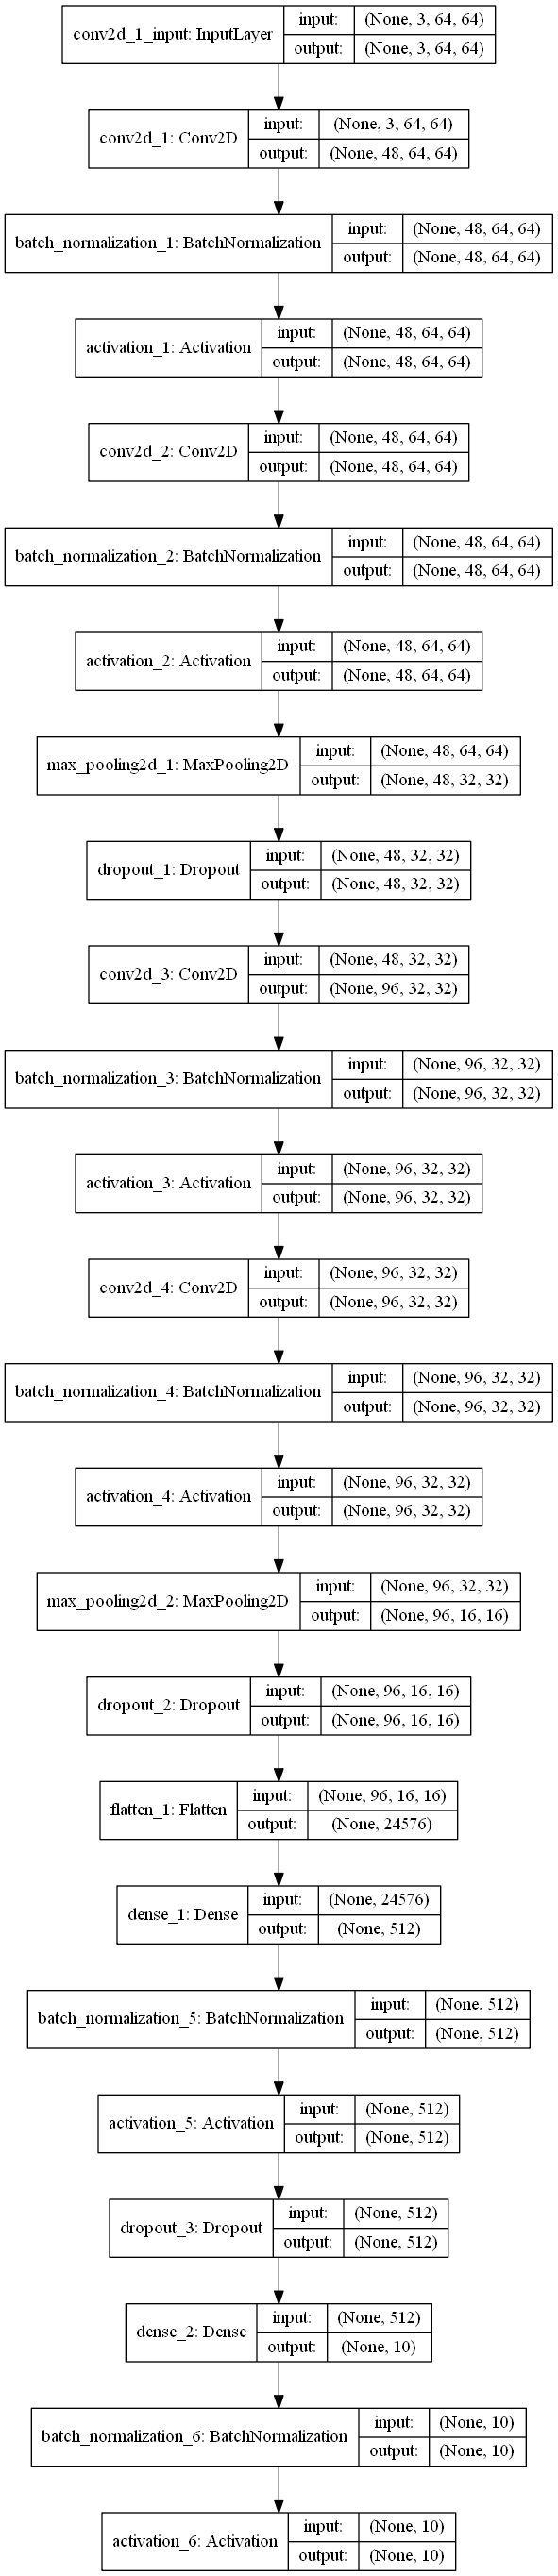 conv2d_1_input: InputLayer
input: (None, 3, 64, 64)
output: (None, 3, 64, 64)
conv2d_1: Conv2D
input: (None, 3, 64, 64)
output: (None, 48, 64, 64)
batch_normalization_1: BatchNormalization
input: (None, 48, 64, 64)
output: (None, 48, 64, 64)
activation_1: Activation
input: (None, 48, 64, 64)
output: (None, 48, 64, 64)
conv2d_2: Conv2D
input: (None, 48, 64, 64)
output: (None, 48, 64, 64)
batch_normalization_2: BatchNormalization
input: (None, 48, 64, 64)
output: (None, 48, 64, 64)
activation_2: Activation
input: (None, 48, 64, 64)
output: (None, 48, 64, 64)
max_pooling2d_1: MaxPooling2D
input: (None, 48, 64, 64)
output: (None, 48, 32, 32)
dropout_1: Dropout
input: (None, 48, 32, 32)
output: (None, 48, 32, 32)
conv2d_3: Conv2D
input: (None, 48, 32, 32)
output: (None, 96, 32, 32)
batch_normalization_3: BatchNormalization
input: (None, 96, 32, 32)
output: (None, 96, 32, 32)
activation_3: Activation
input: (None, 96, 32, 32)
output: (None, 96, 32, 32)
conv2d_4: Conv2D
input: (None, 96, 32, 32)
output: (None, 96, 32, 32)
batch_normalization_4: BatchNormalization
input: (None, 96, 32, 32)
output: (None, 96, 32, 32)
activation_4: Activation
input: (None, 96, 32, 32)
output: (None, 96, 32, 32)
max_pooling2d_2: MaxPooling2D
input: (None, 96, 32, 32)
output: (None, 96, 16, 16)
dropout_2: Dropout
input: (None, 96, 16, 16)
output: (None, 96, 16, 16)
flatten_1: Flatten
input: (None, 96, 16, 16)
output: (None, 24576)
dense_1: Dense
input: (None, 24576)
output: (None, 512)
batch_normalization_5: BatchNormalization
input: (None, 512)
output: (None, 512)
activation_5: Activation
input: (None, 512)
output: (None, 512)
dropout_3: Dropout
input: (None, 512)
output: (None, 512)
dense_2: Dense
input: (None, 512)
output: (None, 10)
batch_normalization_6: BatchNormalization
input: (None, 10)
output: (None, 10)
activation_6: Activation
input: (None, 10)
output: (None, 10)